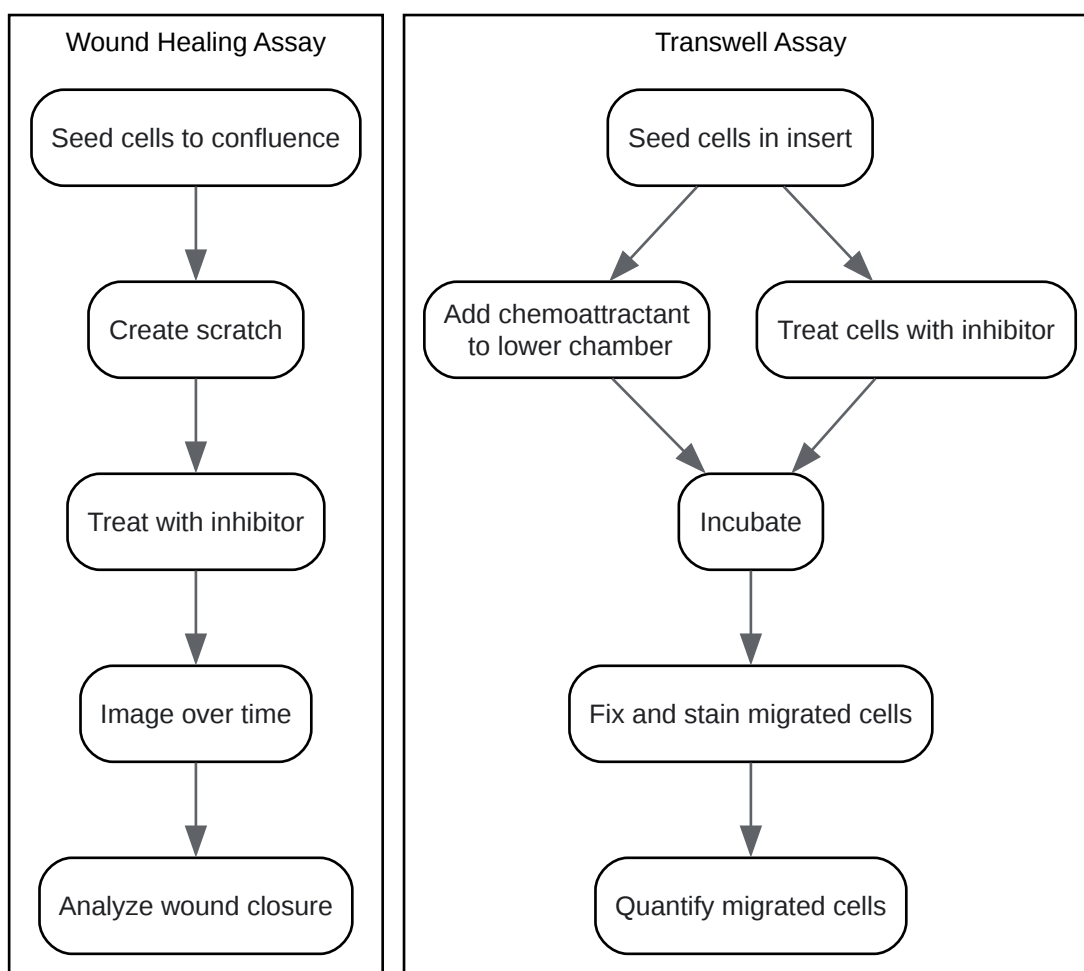 Wound Healing Assay
Seed cells to confluence
Create scratch
Treat with inhibitor
Image over time
Analyze wound closure
Transwell Assay
Seed cells in insert
Add chemoattractant
to lower chamber
Treat cells with inhibitor
Incubate
Fix and stain migrated cells
Quantify migrated cells